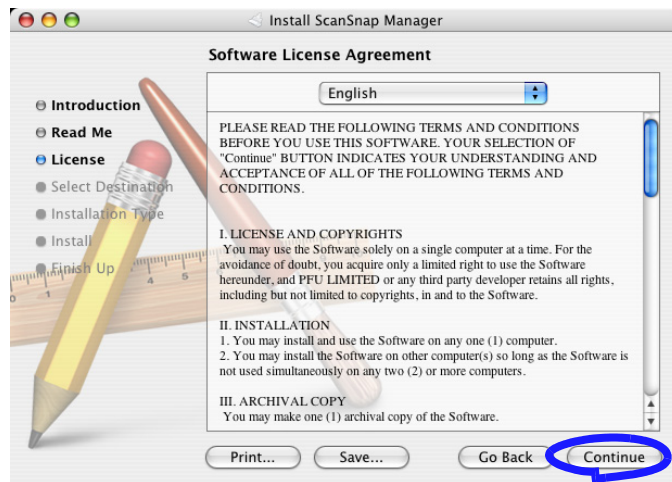 Install ScanSnap Manager
Software License Agreement
English
Introduction
Read Me
License
Select Destination
Installation Type
Install
Finish Up
PLEASE READ THE FOLLOWING TERMS AND CONDITIONS
BEFORE YOU USE THIS SOFTWARE. YOUR SELECTION OF
"Continue" BUTTON INDICATES YOUR UNDERSTANDING AND
ACCEPTANCE OF ALL OF THE FOLLOWING TERMS AND
CONDITIONS.
I. LICENSE AND COPYRIGHTS
You may use the Software solely on a single computer at a time. For the
avoidance of doubt, you acquire only a limited right to use the Software
hereunder, and PFU LIMITED or any third party developer retains all rights,
including but not limited to copyrights, in and to the Software.
II. INSTALLATION
1. You may install and use the Software on any one (1) computer.
2. You may install the Software on other computer(s) so long as the Software is
not used simultaneously on any two (2) or more computers.
III. ARCHIVAL COPY
You may make one (1) archival copy of the Software.
0 1 4 5
Print...
Save...
Go Back
Continue